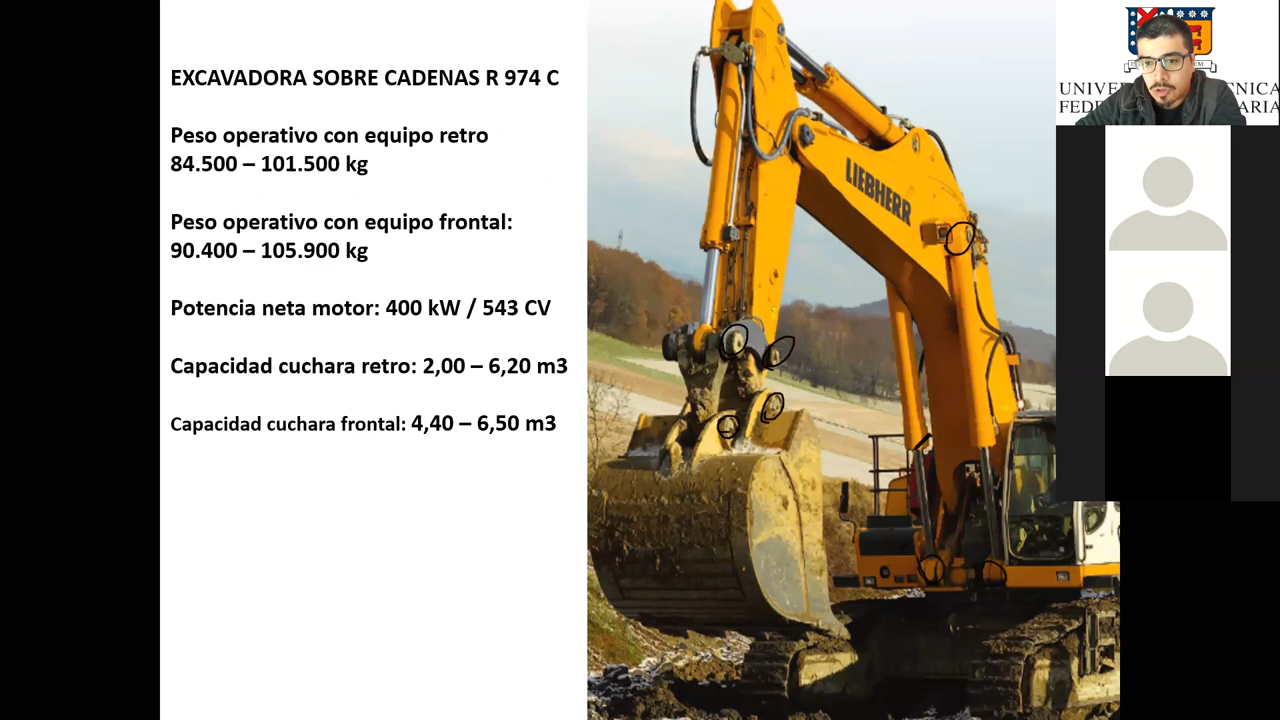 EXCAVADORA SOBRE CADENAS R 974 C
Peso operativo con equipo retro
84.500 – 101.500 kg
Peso operativo con equipo frontal:
90.400 – 105.900 kg
Potencia neta motor: 400 kW / 543 CV
Capacidad cuchara retro: 2,00 – 6,20 m3
Capacidad cuchara frontal: 4,40 – 6,50 m3
LIEBHERR